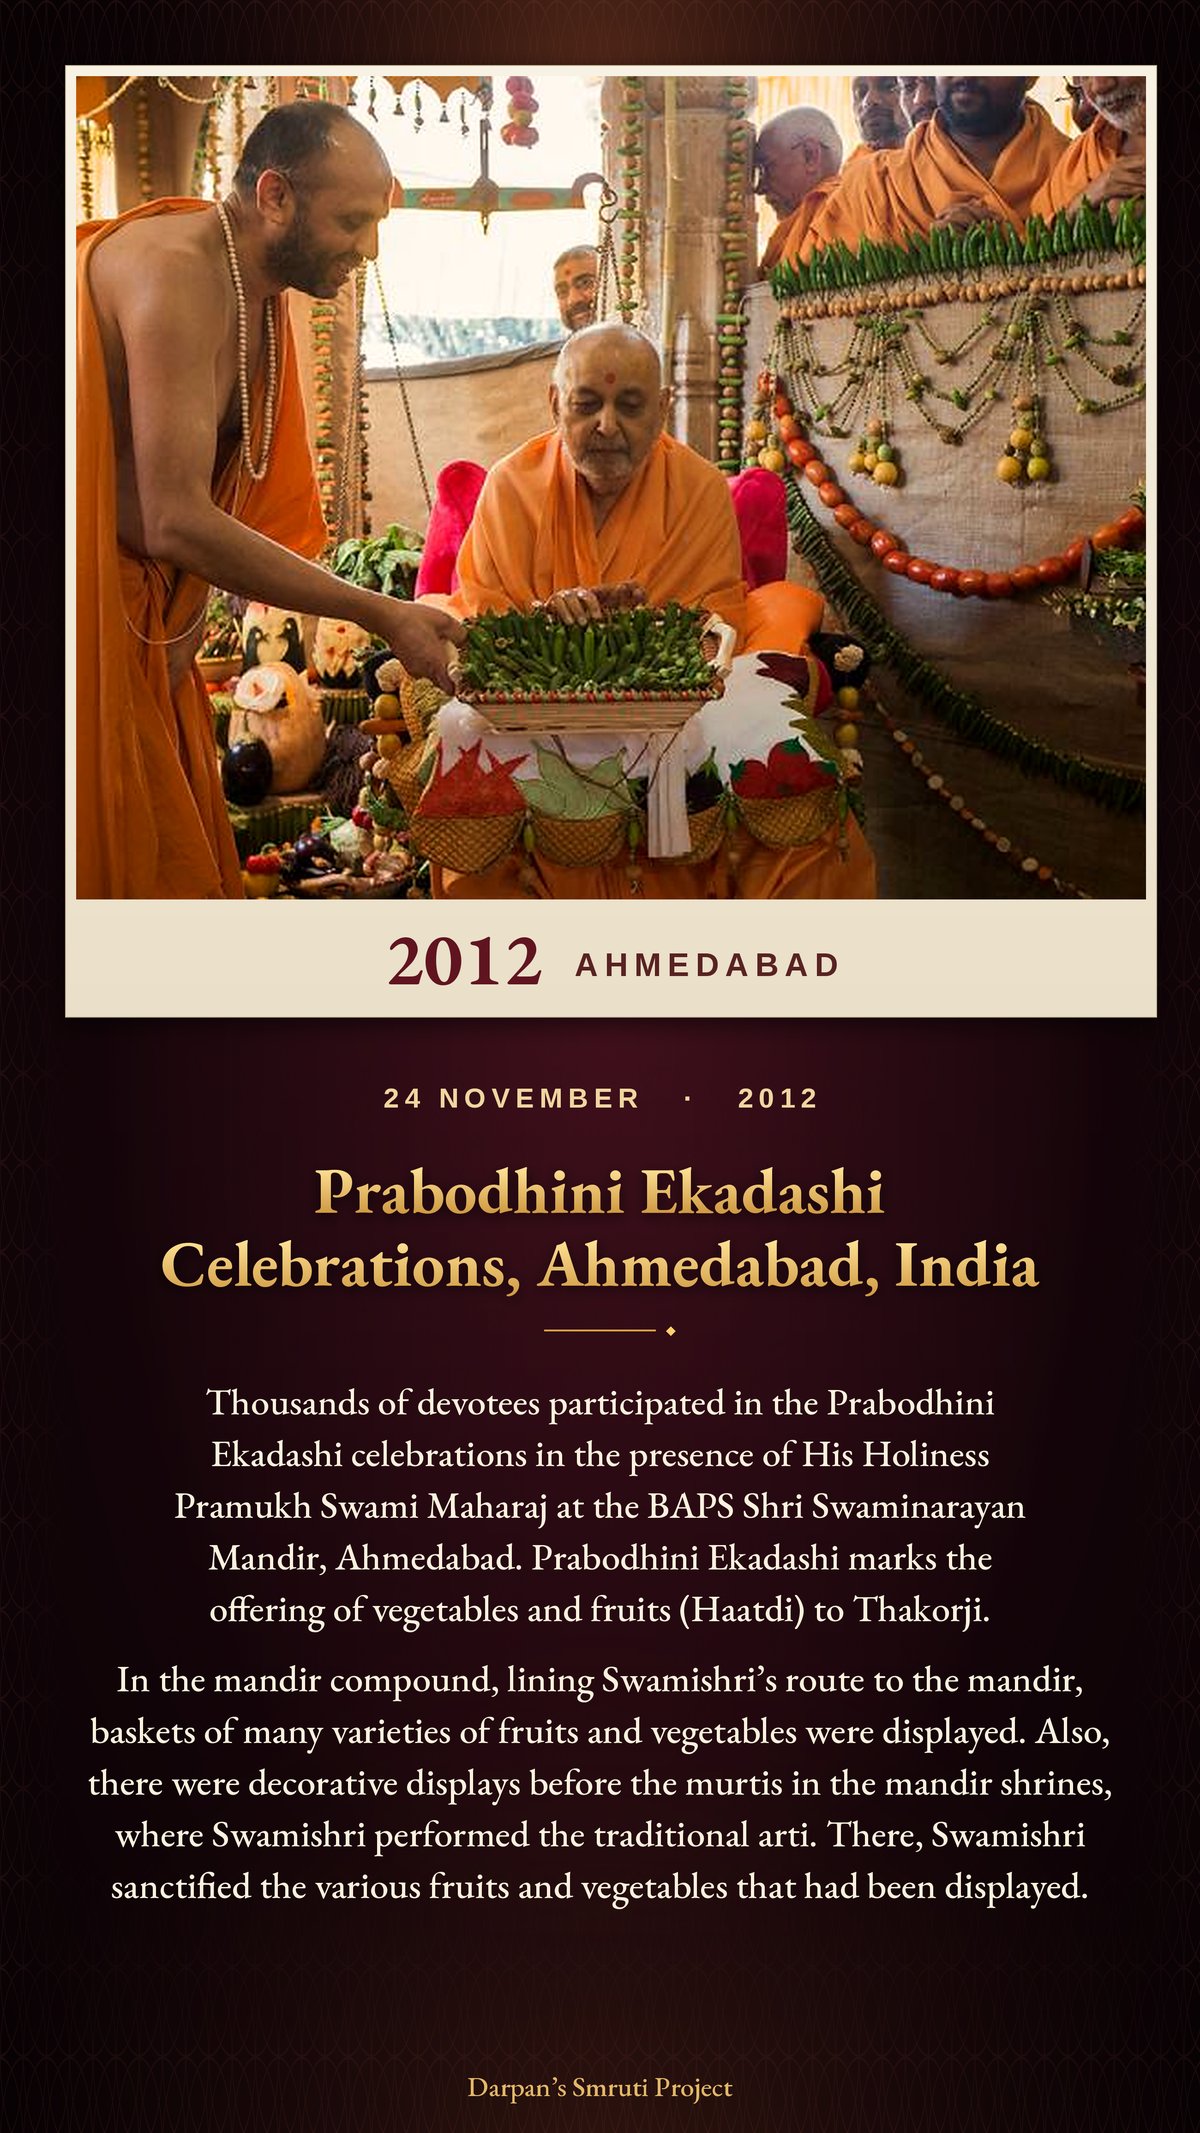 2012 AHMEDABAD
24 NOVEMBER · 2012
Prabodhini Ekadashi
Celebrations, Ahmedabad, India
Thousands of devotees participated in the Prabodhini
Ekadashi celebrations in the presence of His Holiness
Pramukh Swami Maharaj at the BAPS Shri Swaminarayan
Mandir, Ahmedabad. Prabodhini Ekadashi marks the
offering of vegetables and fruits (Haatdi) to Thakorji.
In the mandir compound, lining Swamishri’s route to the mandir,
baskets of many varieties of fruits and vegetables were displayed. Also,
there were decorative displays before the murtis in the mandir shrines,
where Swamishri performed the traditional arti. There, Swamishri
sanctified the various fruits and vegetables that had been displayed.
Darpan’s Smruti Project